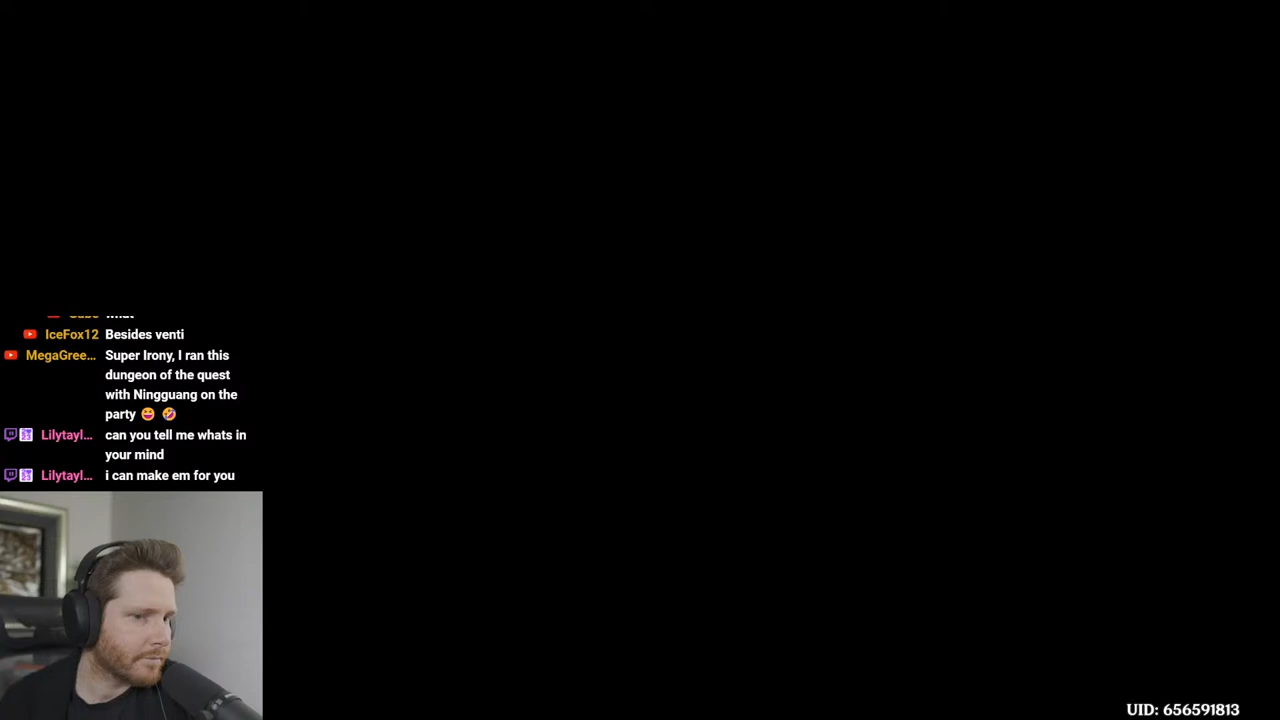 IceFox12 Besides venti
MegaGree... Super Irony, I ran this
dungeon of the quest
with Ningguang on the
party 😆 🤣
Lilytayl... can you tell me whats in
your mind
Lilytayl... i can make em for you
UID: 656591813